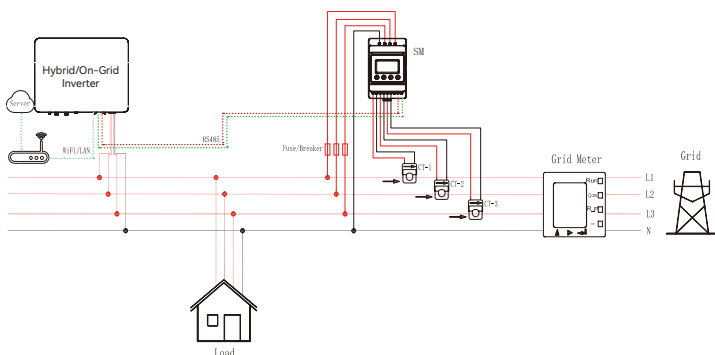 SM
Hybrid/On-Grid
Inverter
Server
RS485
WiFi/LAN
Fuse/Breaker
CT-1
CT-2
CT-3
Grid Meter
Grid
Run
Com
L1
L2
L3
N
Load